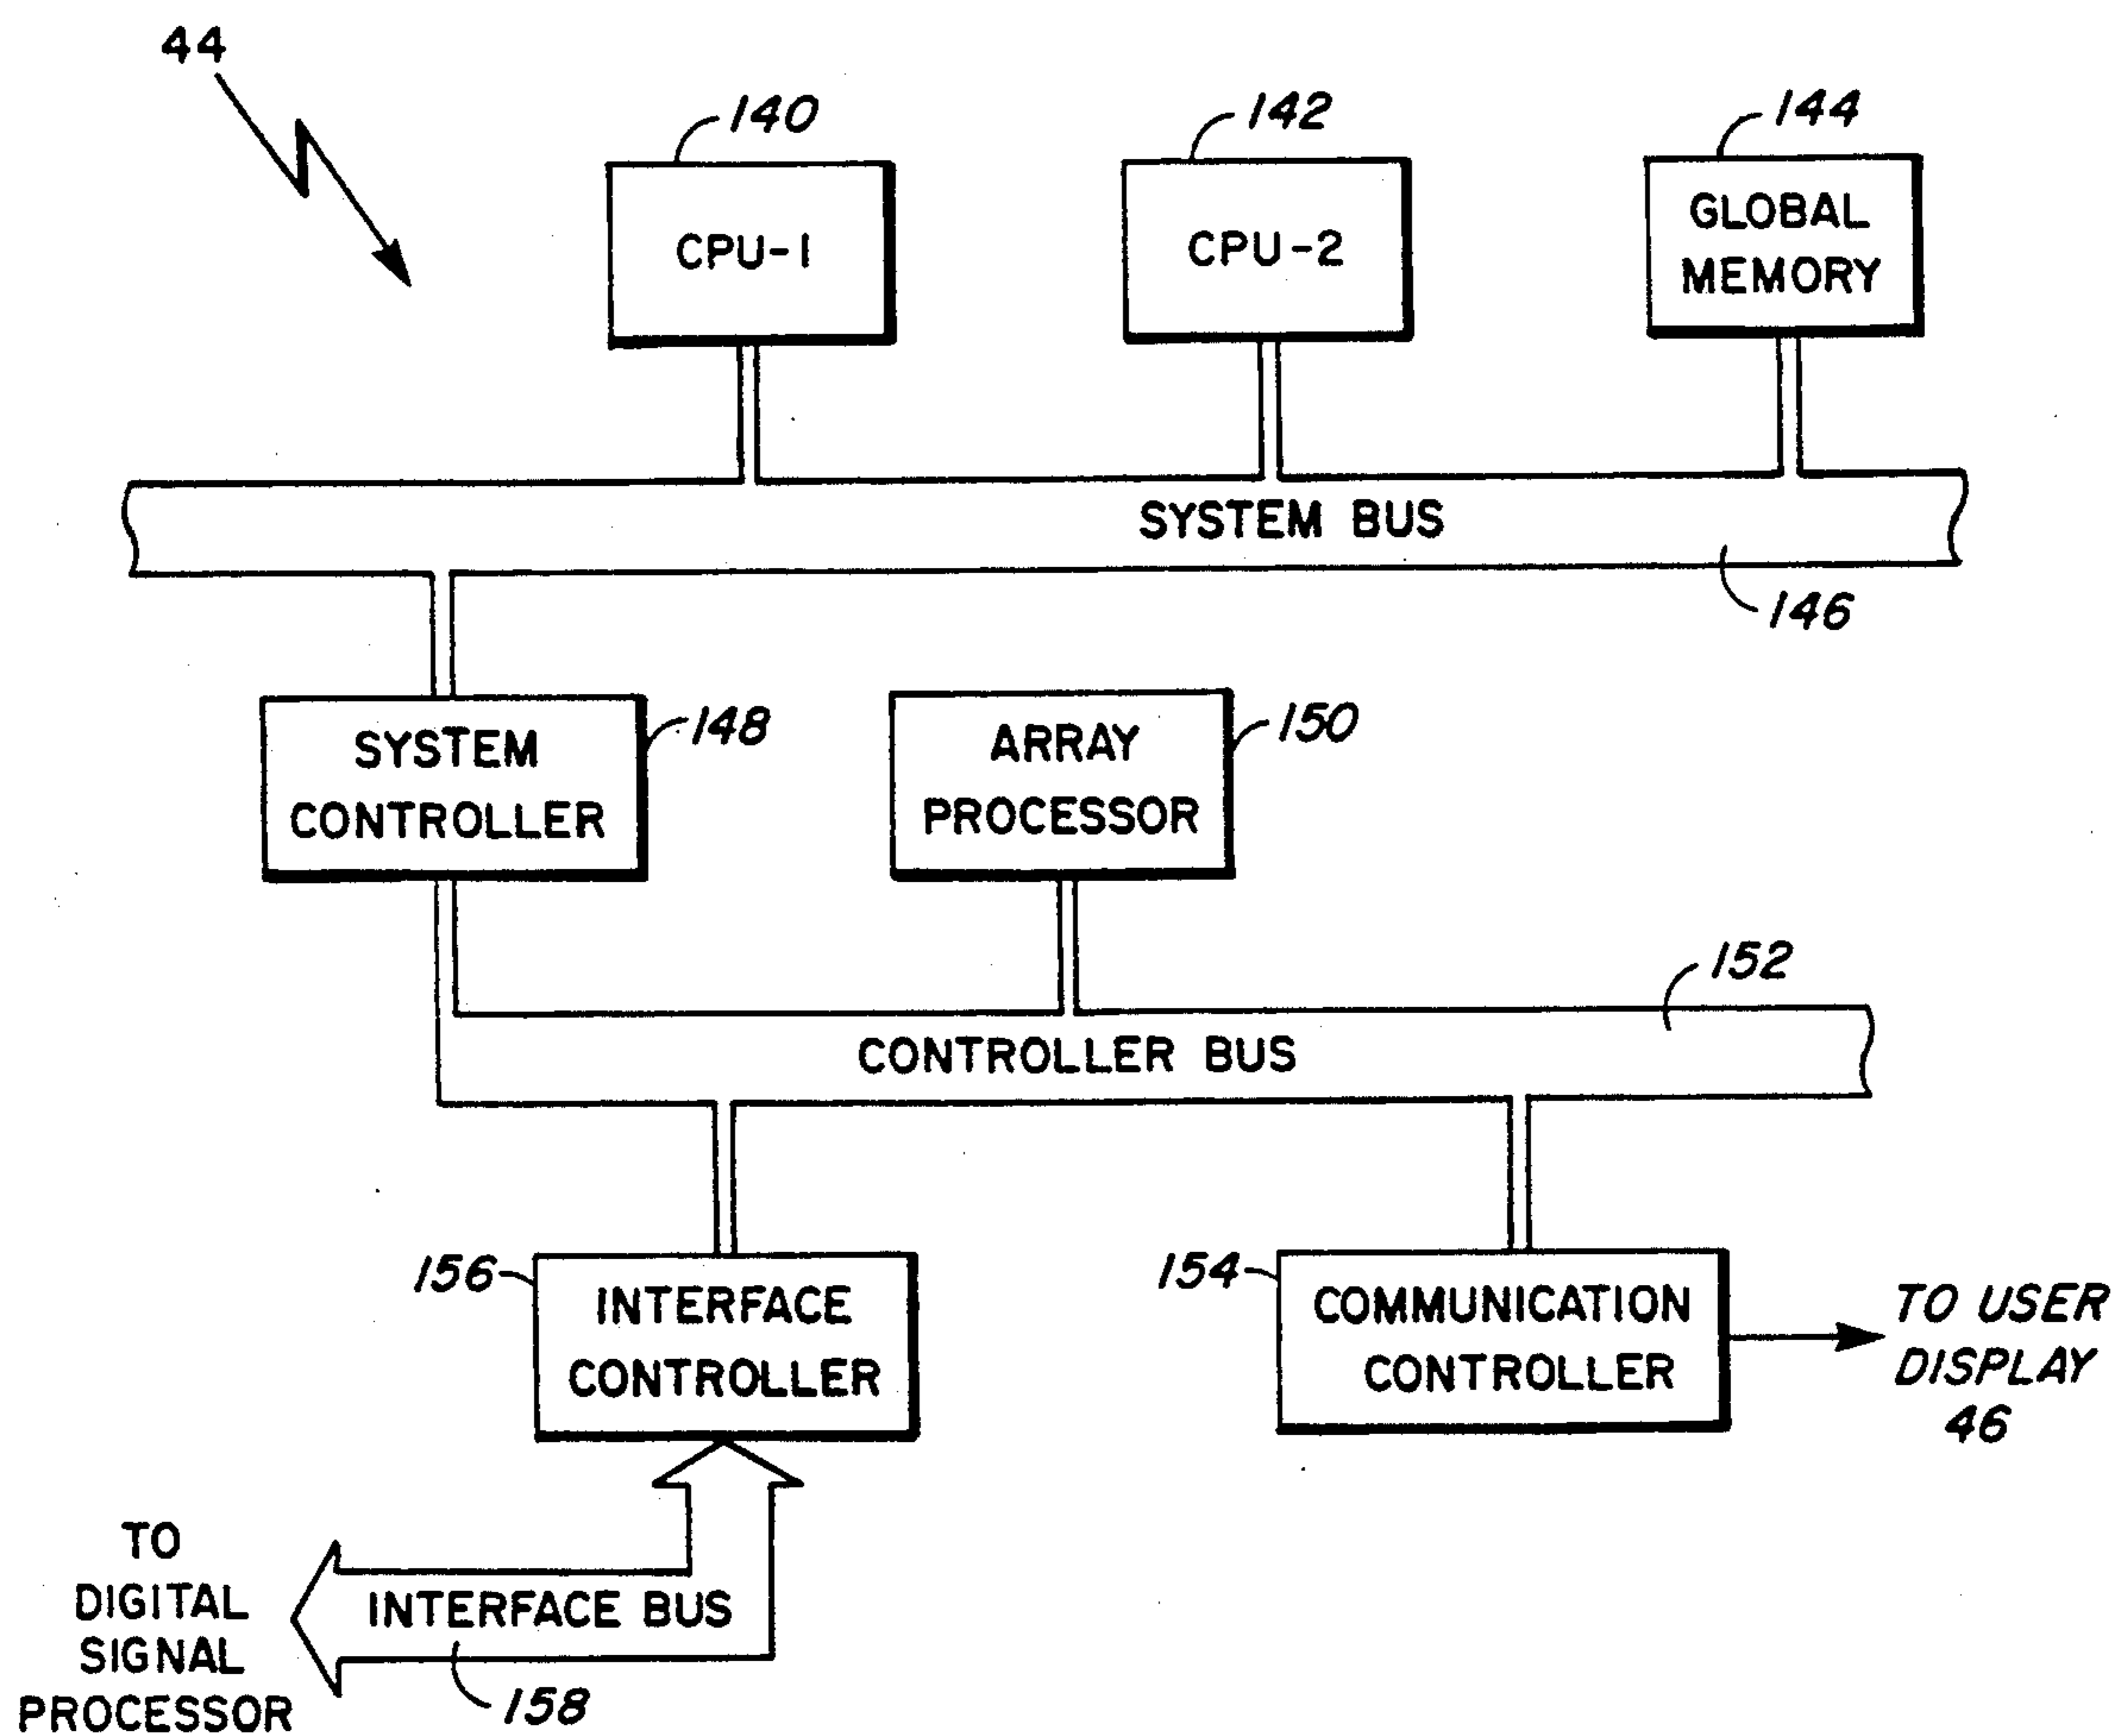 44
140
142
144
CPU-1
CPU-2
GLOBAL
MEMORY
SYSTEM BUS
146
148
150
SYSTEM
CONTROLLER
ARRAY
PROCESSOR
152
CONTROLLER BUS
156
154
INTERFACE
CONTROLLER
COMMUNICATION
CONTROLLER
TO USER
DISPLAY
46
TO
DIGITAL
SIGNAL
PROCESSOR
INTERFACE BUS
158